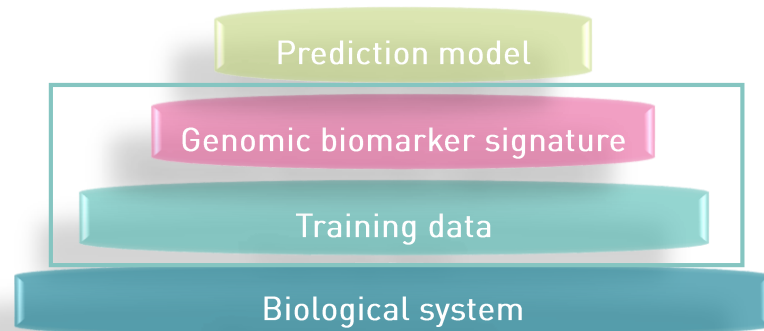 Prediction model
Genomic biomarker signature
Training data
Biological system